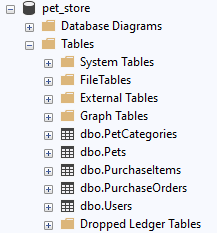 pet_store
Database Diagrams
Tables
System Tables
FileTables
External Tables
Graph Tables
dbo.PetCategories
dbo.Pets
dbo.PurchaseItems
dbo.PurchaseOrders
dbo.Users
Dropped Ledger Tables